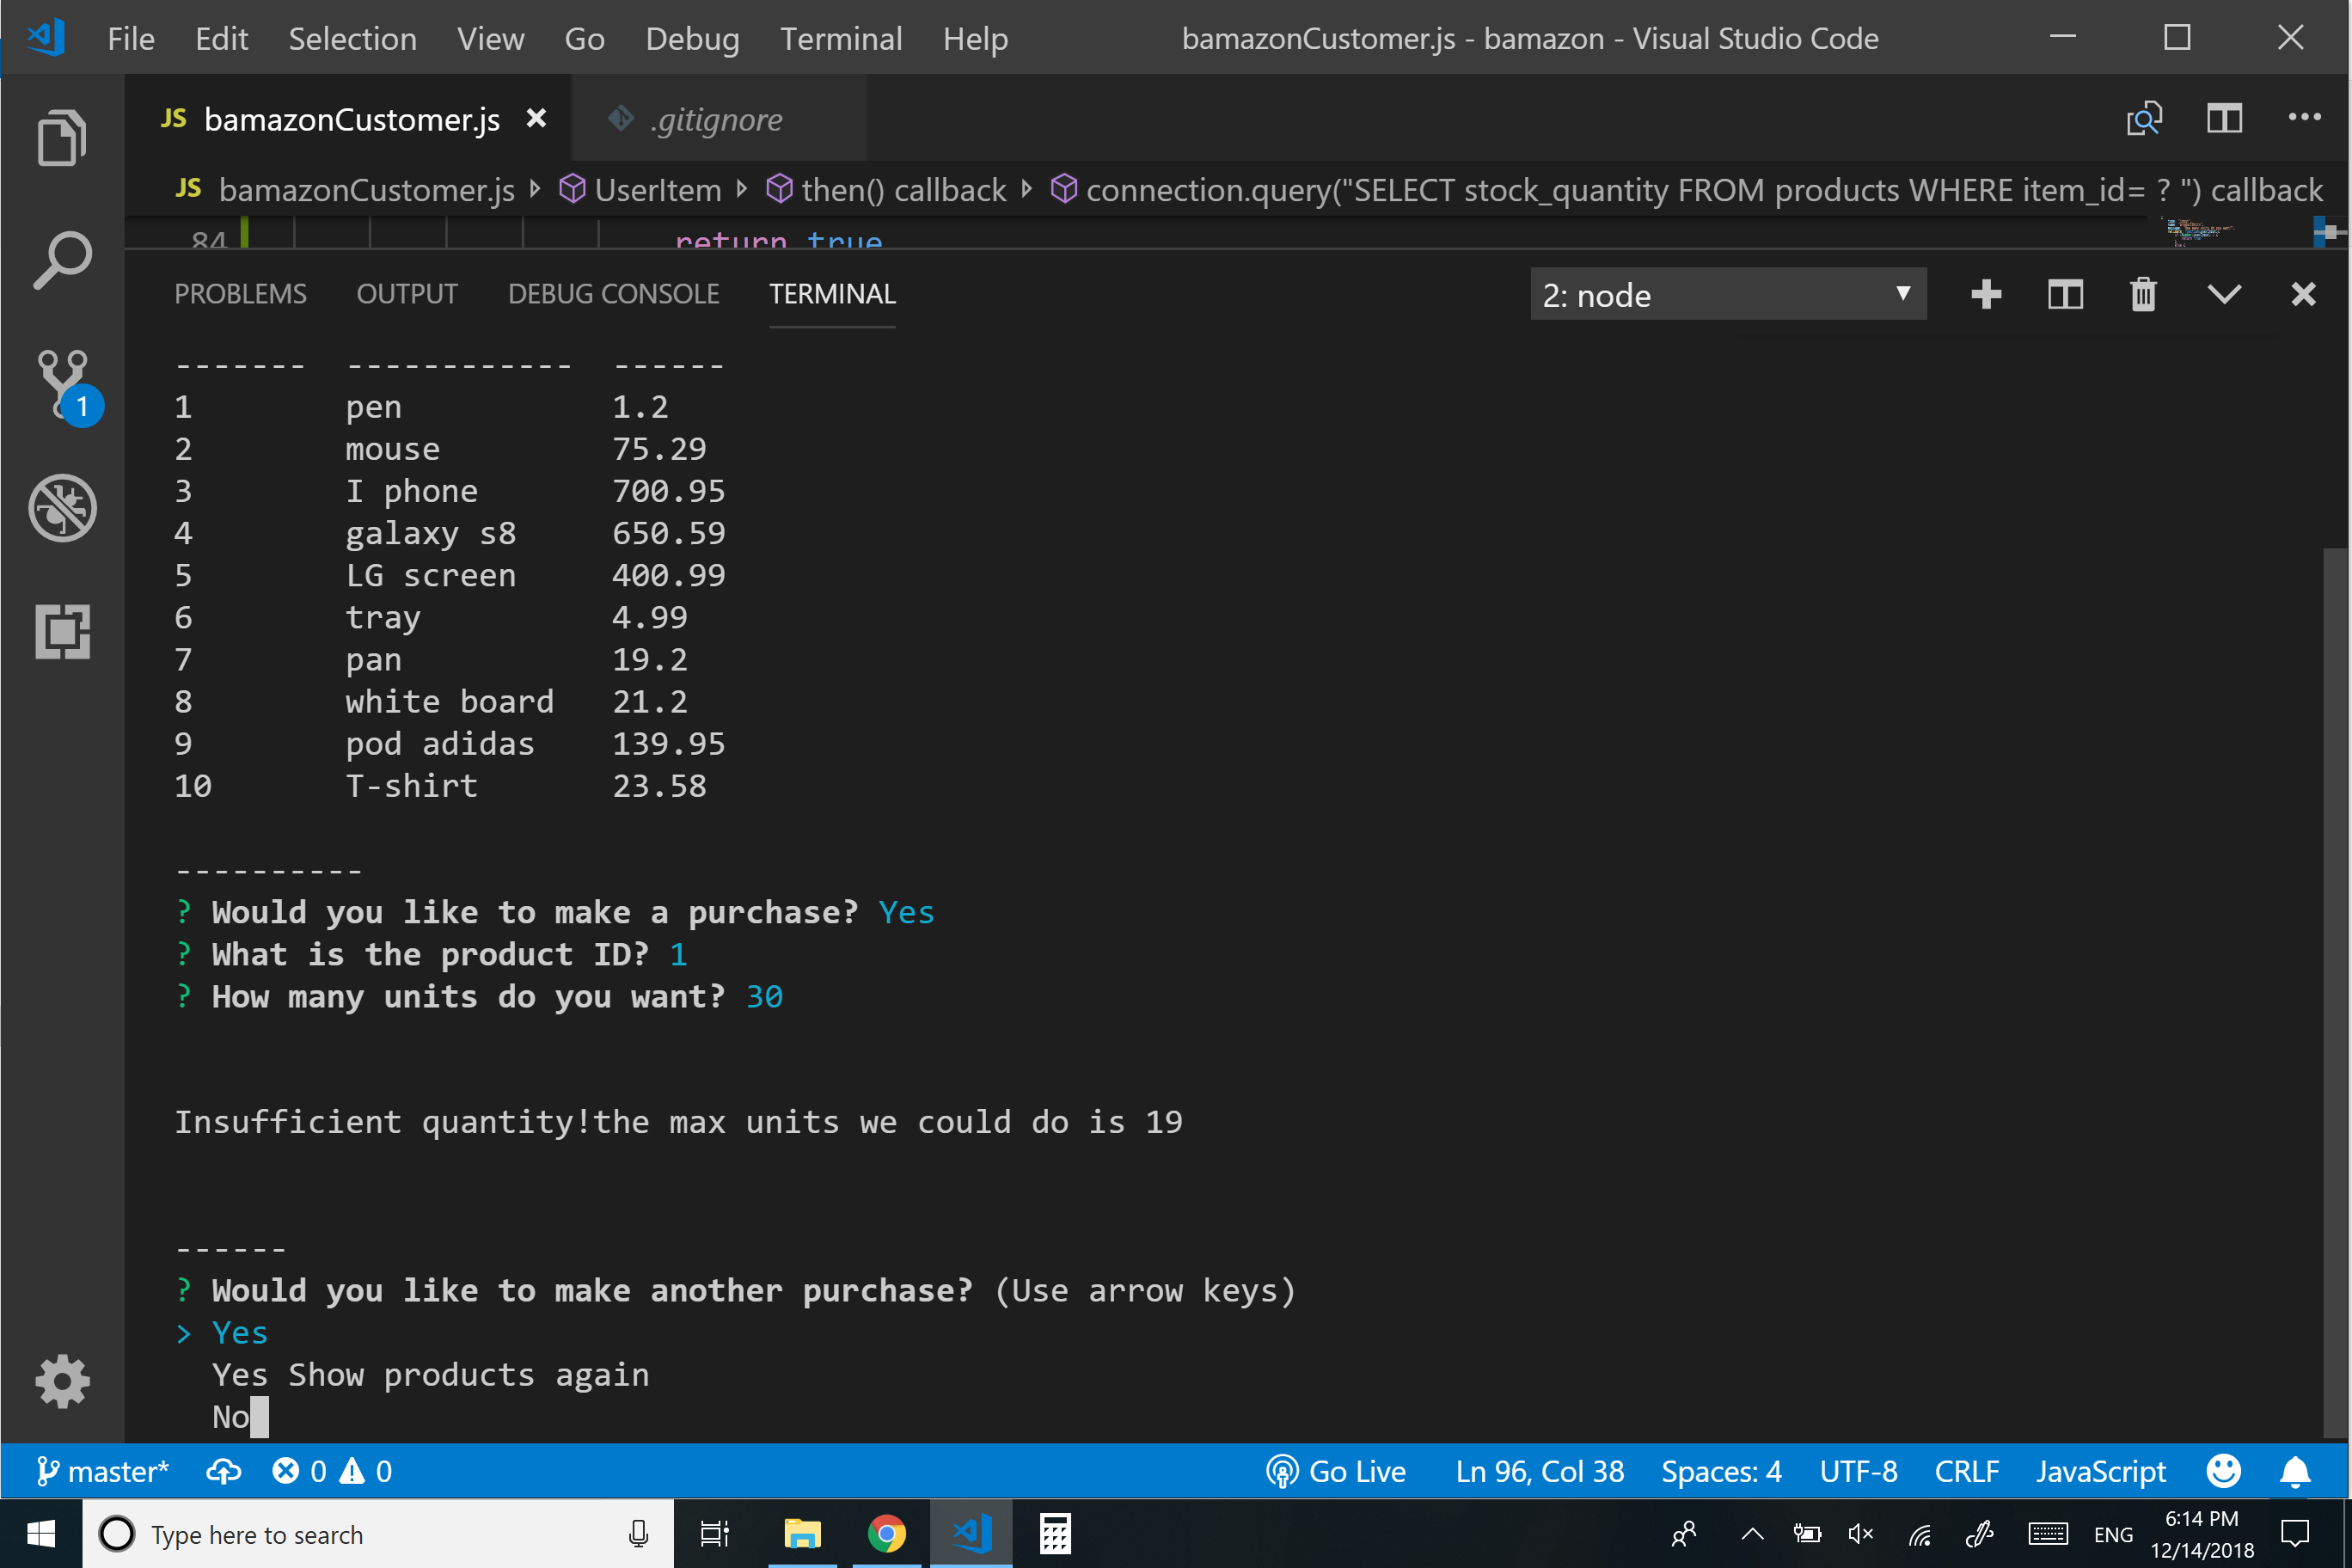 File Edit Selection View Go Debug Terminal Help bamazonCustomer.js - bamazon - Visual Studio Code
JS bamazonCustomer.js .gitignore
JS bamazonCustomer.js UserItem then() callback connection.query("SELECT stock_quantity FROM products WHERE item_id= ? ") callback
84 return true
PROBLEMS OUTPUT DEBUG CONSOLE TERMINAL 2: node
------- ------------ ------
1 pen 1.2
2 mouse 75.29
3 I phone 700.95
4 galaxy s8 650.59
5 LG screen 400.99
6 tray 4.99
7 pan 19.2
8 white board 21.2
9 pod adidas 139.95
10 T-shirt 23.58
----------
? Would you like to make a purchase? Yes
? What is the product ID? 1
? How many units do you want? 30
Insufficient quantity!the max units we could do is 19
------
? Would you like to make another purchase? (Use arrow keys)
> Yes
Yes Show products again
No
1
master* 0 0 Go Live Ln 96, Col 38 Spaces: 4 UTF-8 CRLF JavaScript
Type here to search ENG 6:14 PM
12/14/2018